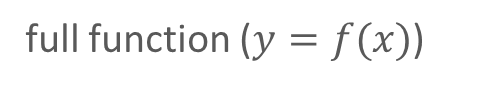 full function (y = f(x))